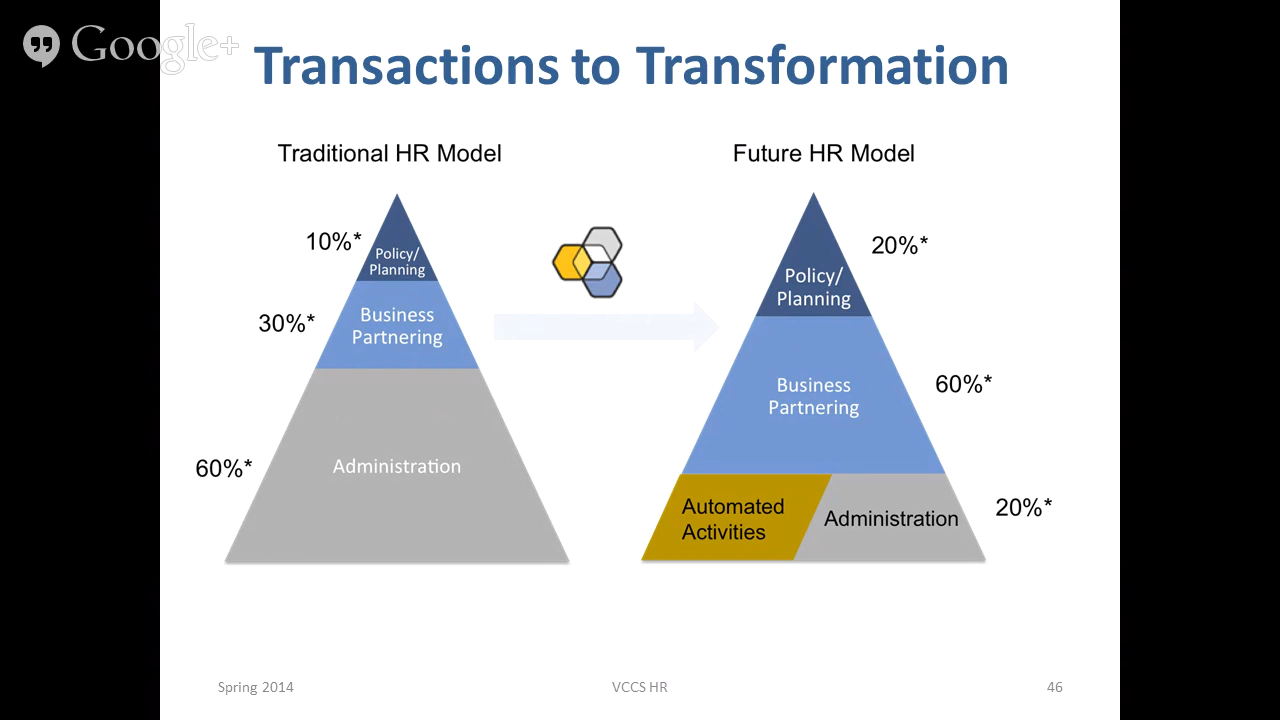 Google+
Transactions to Transformation
Traditional HR Model
Future HR Model
10%*
Policy/
Planning
30%*
Business
Partnering
60%*
Administration
Policy/
Planning
20%*
Business
Partnering
60%*
Automated
Activities
Administration
20%*
Spring 2014
VCCS HR
46